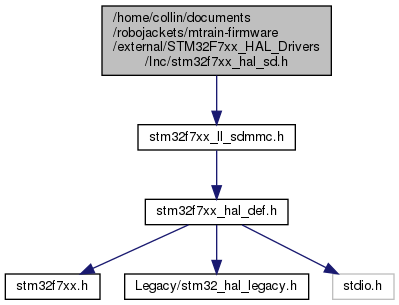 /home/collin/documents
/robojackets/mtrain-firmware
/external/STM32F7xx_HAL_Drivers
/Inc/stm32f7xx_hal_sd.h
stm32f7xx_ll_sdmmc.h
stm32f7xx_hal_def.h
stm32f7xx.h
Legacy/stm32_hal_legacy.h
stdio.h